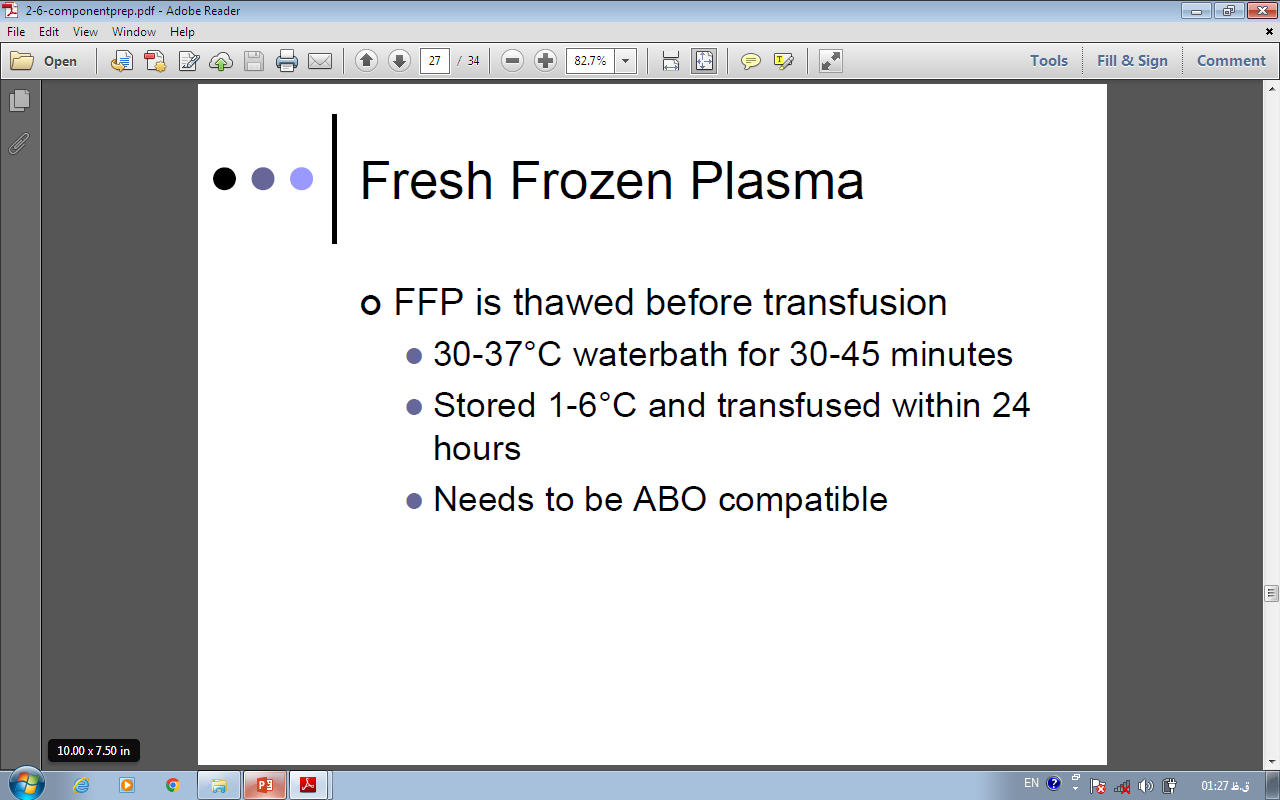 2-6-componentprep.pdf - Adobe Reader
File Edit View Window Help
Open 27 / 34 82.7% Tools Fill & Sign Comment
Fresh Frozen Plasma
FFP is thawed before transfusion
30-37°C waterbath for 30-45 minutes
Stored 1-6°C and transfused within 24
hours
Needs to be ABO compatible
10.00 x 7.50 in
EN 01:27 ق.ظ